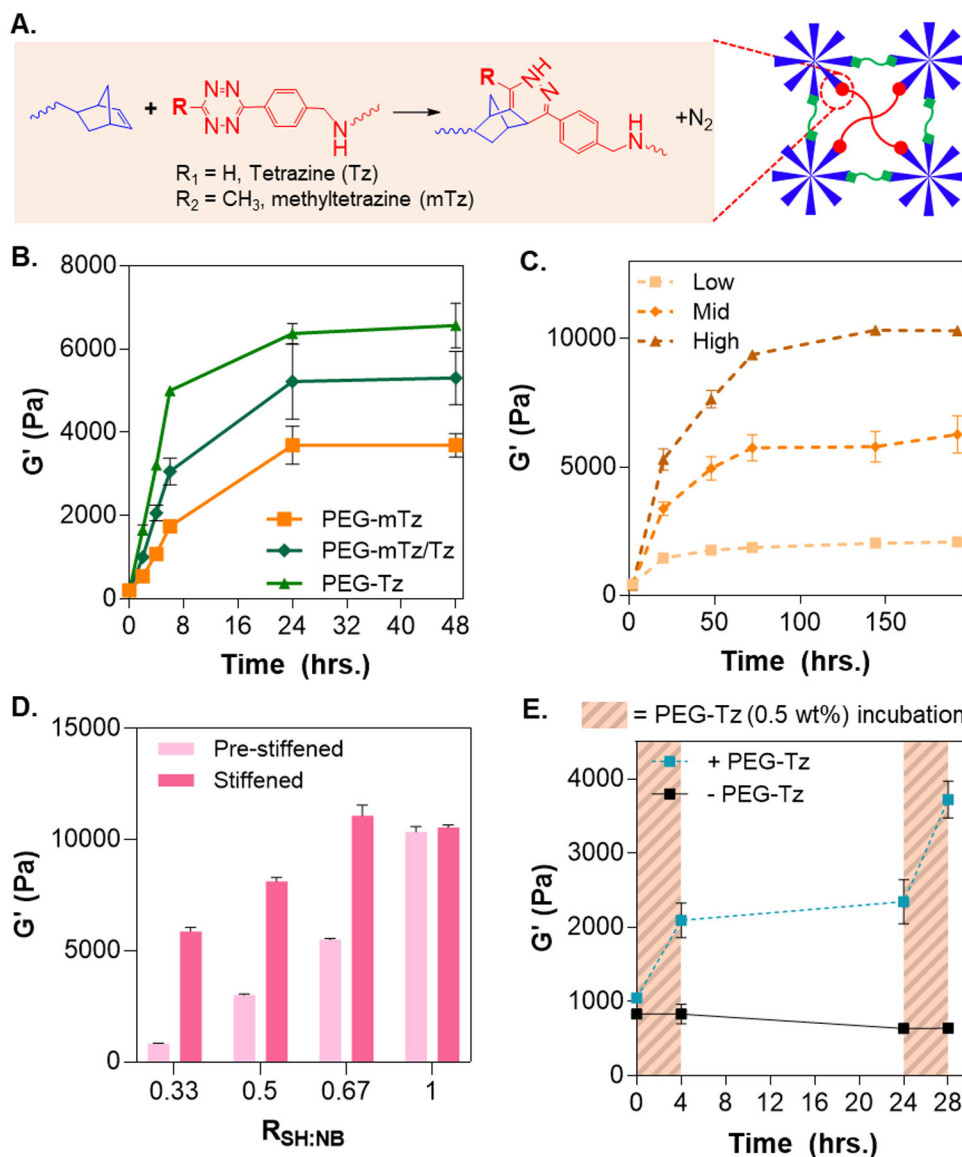 A.
R
N=N
N=N
+
N
H
R
NH
N
N
H
+N2
R1 = H, Tetrazine (Tz)
R2 = CH3, methyltetrazine (mTz)
B.
8000
6000
4000
2000
0
G' (Pa)
PEG-mTz
PEG-mTz/Tz
PEG-Tz
0 8 16 24 32 40 48
Time (hrs.)
C.
Low
Mid
High
10000
5000
0
G' (Pa)
0 50 100 150
Time (hrs.)
D.
15000
10000
5000
0
G' (Pa)
Pre-stiffened
Stiffened
0.33 0.5 0.67 1
RSH:NB
E.
= PEG-Tz (0.5 wt%) incubation
+ PEG-Tz
- PEG-Tz
4000
3000
2000
1000
0
G' (Pa)
0 4 8 12 16 20 24 28
Time (hrs.)